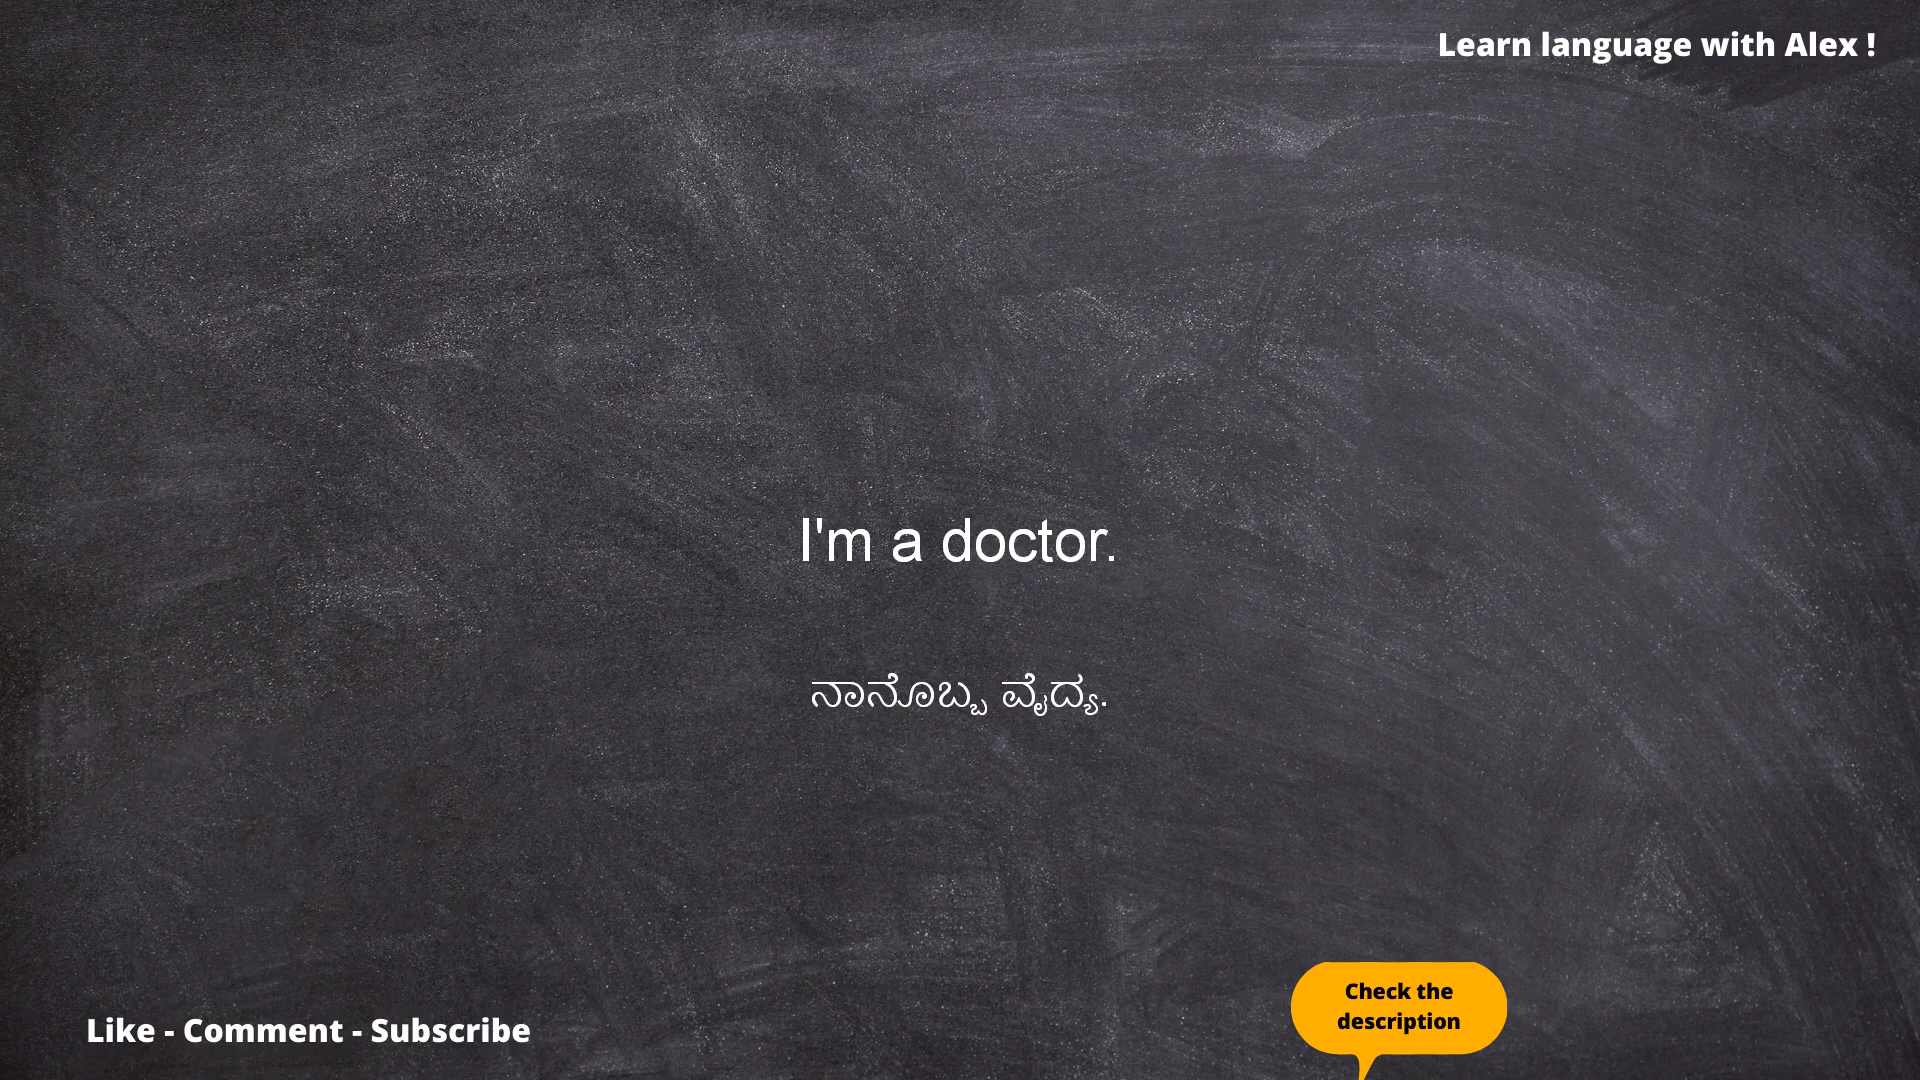 Learn language with Alex !
I'm a doctor.
ನಾನೊಬ್ಬ ವೈದ್ಯ.
Check the
description
Like - Comment - Subscribe